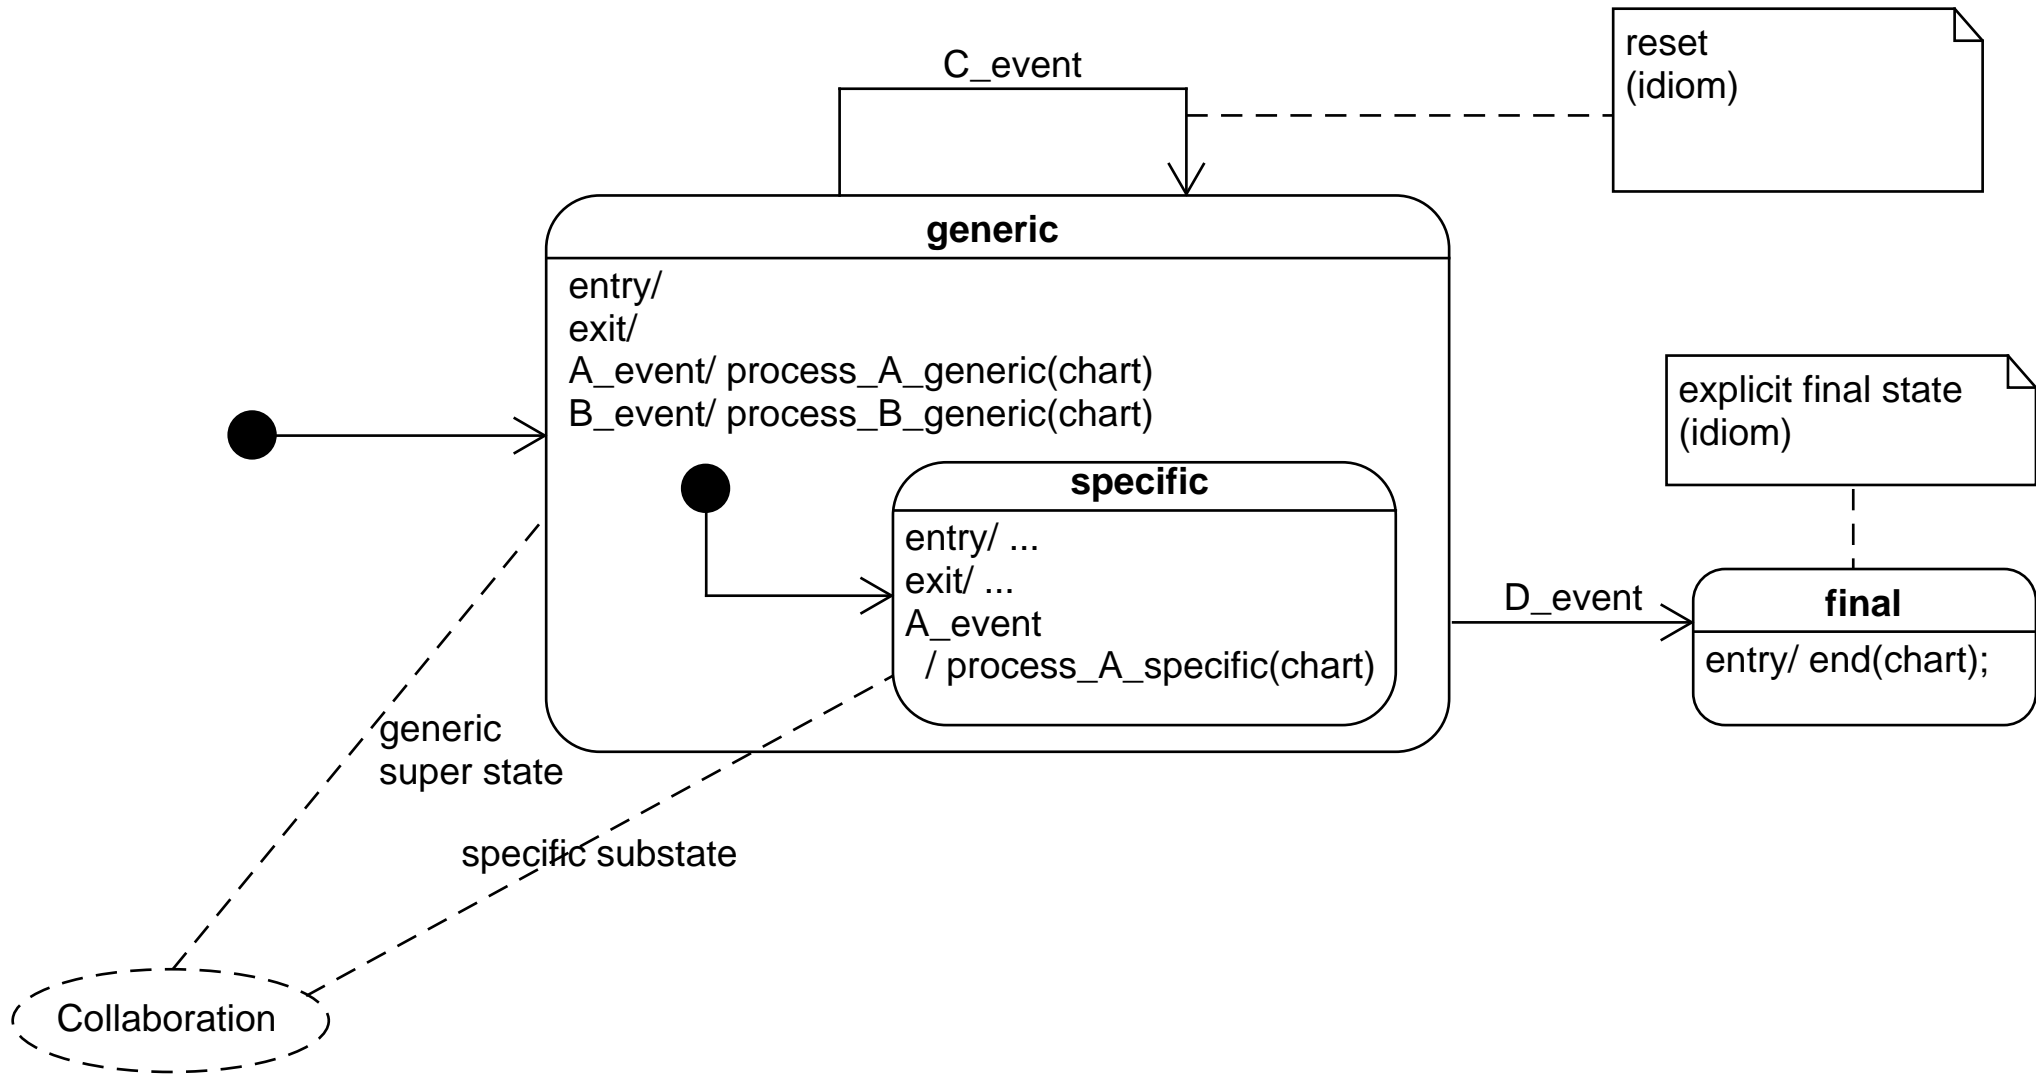 C_event
reset
(idiom)
generic
entry/
exit/
A_event/ process_A_generic(chart)
B_event/ process_B_generic(chart)
explicit final state
(idiom)
specific
entry/ ...
exit/ ...
A_event
/ process_A_specific(chart)
D_event
final
entry/ end(chart);
generic
super state
specific substate
Collaboration